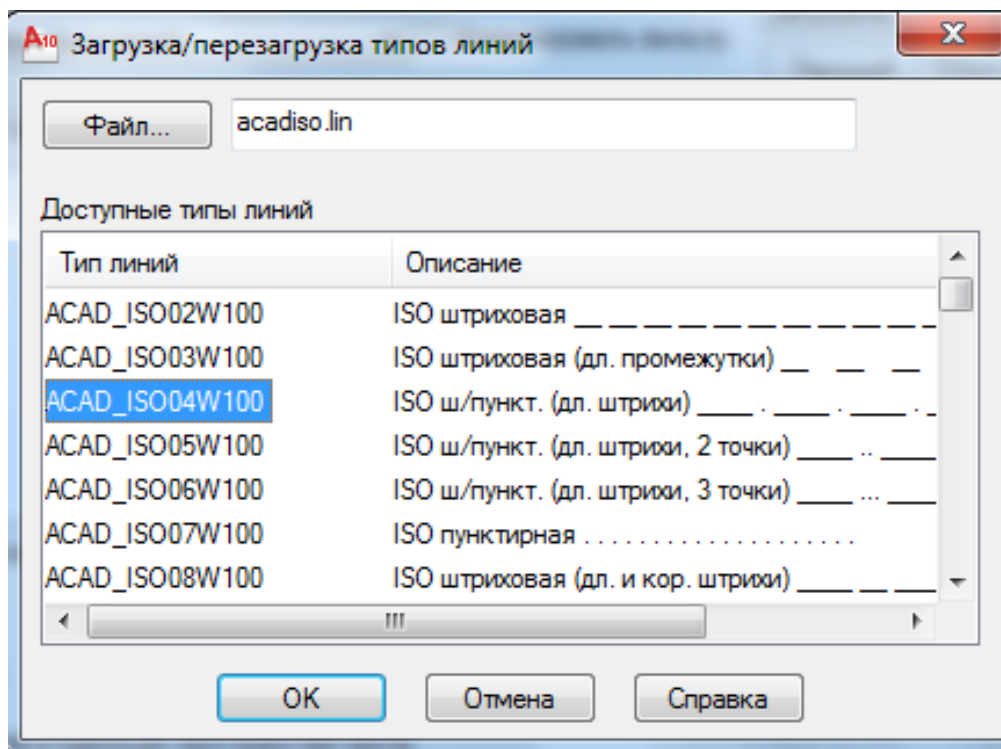 A10 Загрузка/перезагрузка типов линий
Файл... acadiso.lin
Доступные типы линий
Тип линий Описание
ACAD_ISO02W100 ISO штриховая __ __ __ __ __ __ __ __ __ __ _
ACAD_ISO03W100 ISO штриховая (дл. промежутки) __ __ __
ACAD_ISO04W100 ISO ш/пункт. (дл. штрихи) ____ . ____ . ____ . _
ACAD_ISO05W100 ISO ш/пункт. (дл. штрихи, 2 точки) ____ .. ____
ACAD_ISO06W100 ISO ш/пункт. (дл. штрихи, 3 точки) ____ ... ____
ACAD_ISO07W100 ISO пунктирная . . . . . . . . . . . . . . . . . . . .
ACAD_ISO08W100 ISO штриховая (дл. и кор. штрихи) ____ __ ____
OK Отмена Справка